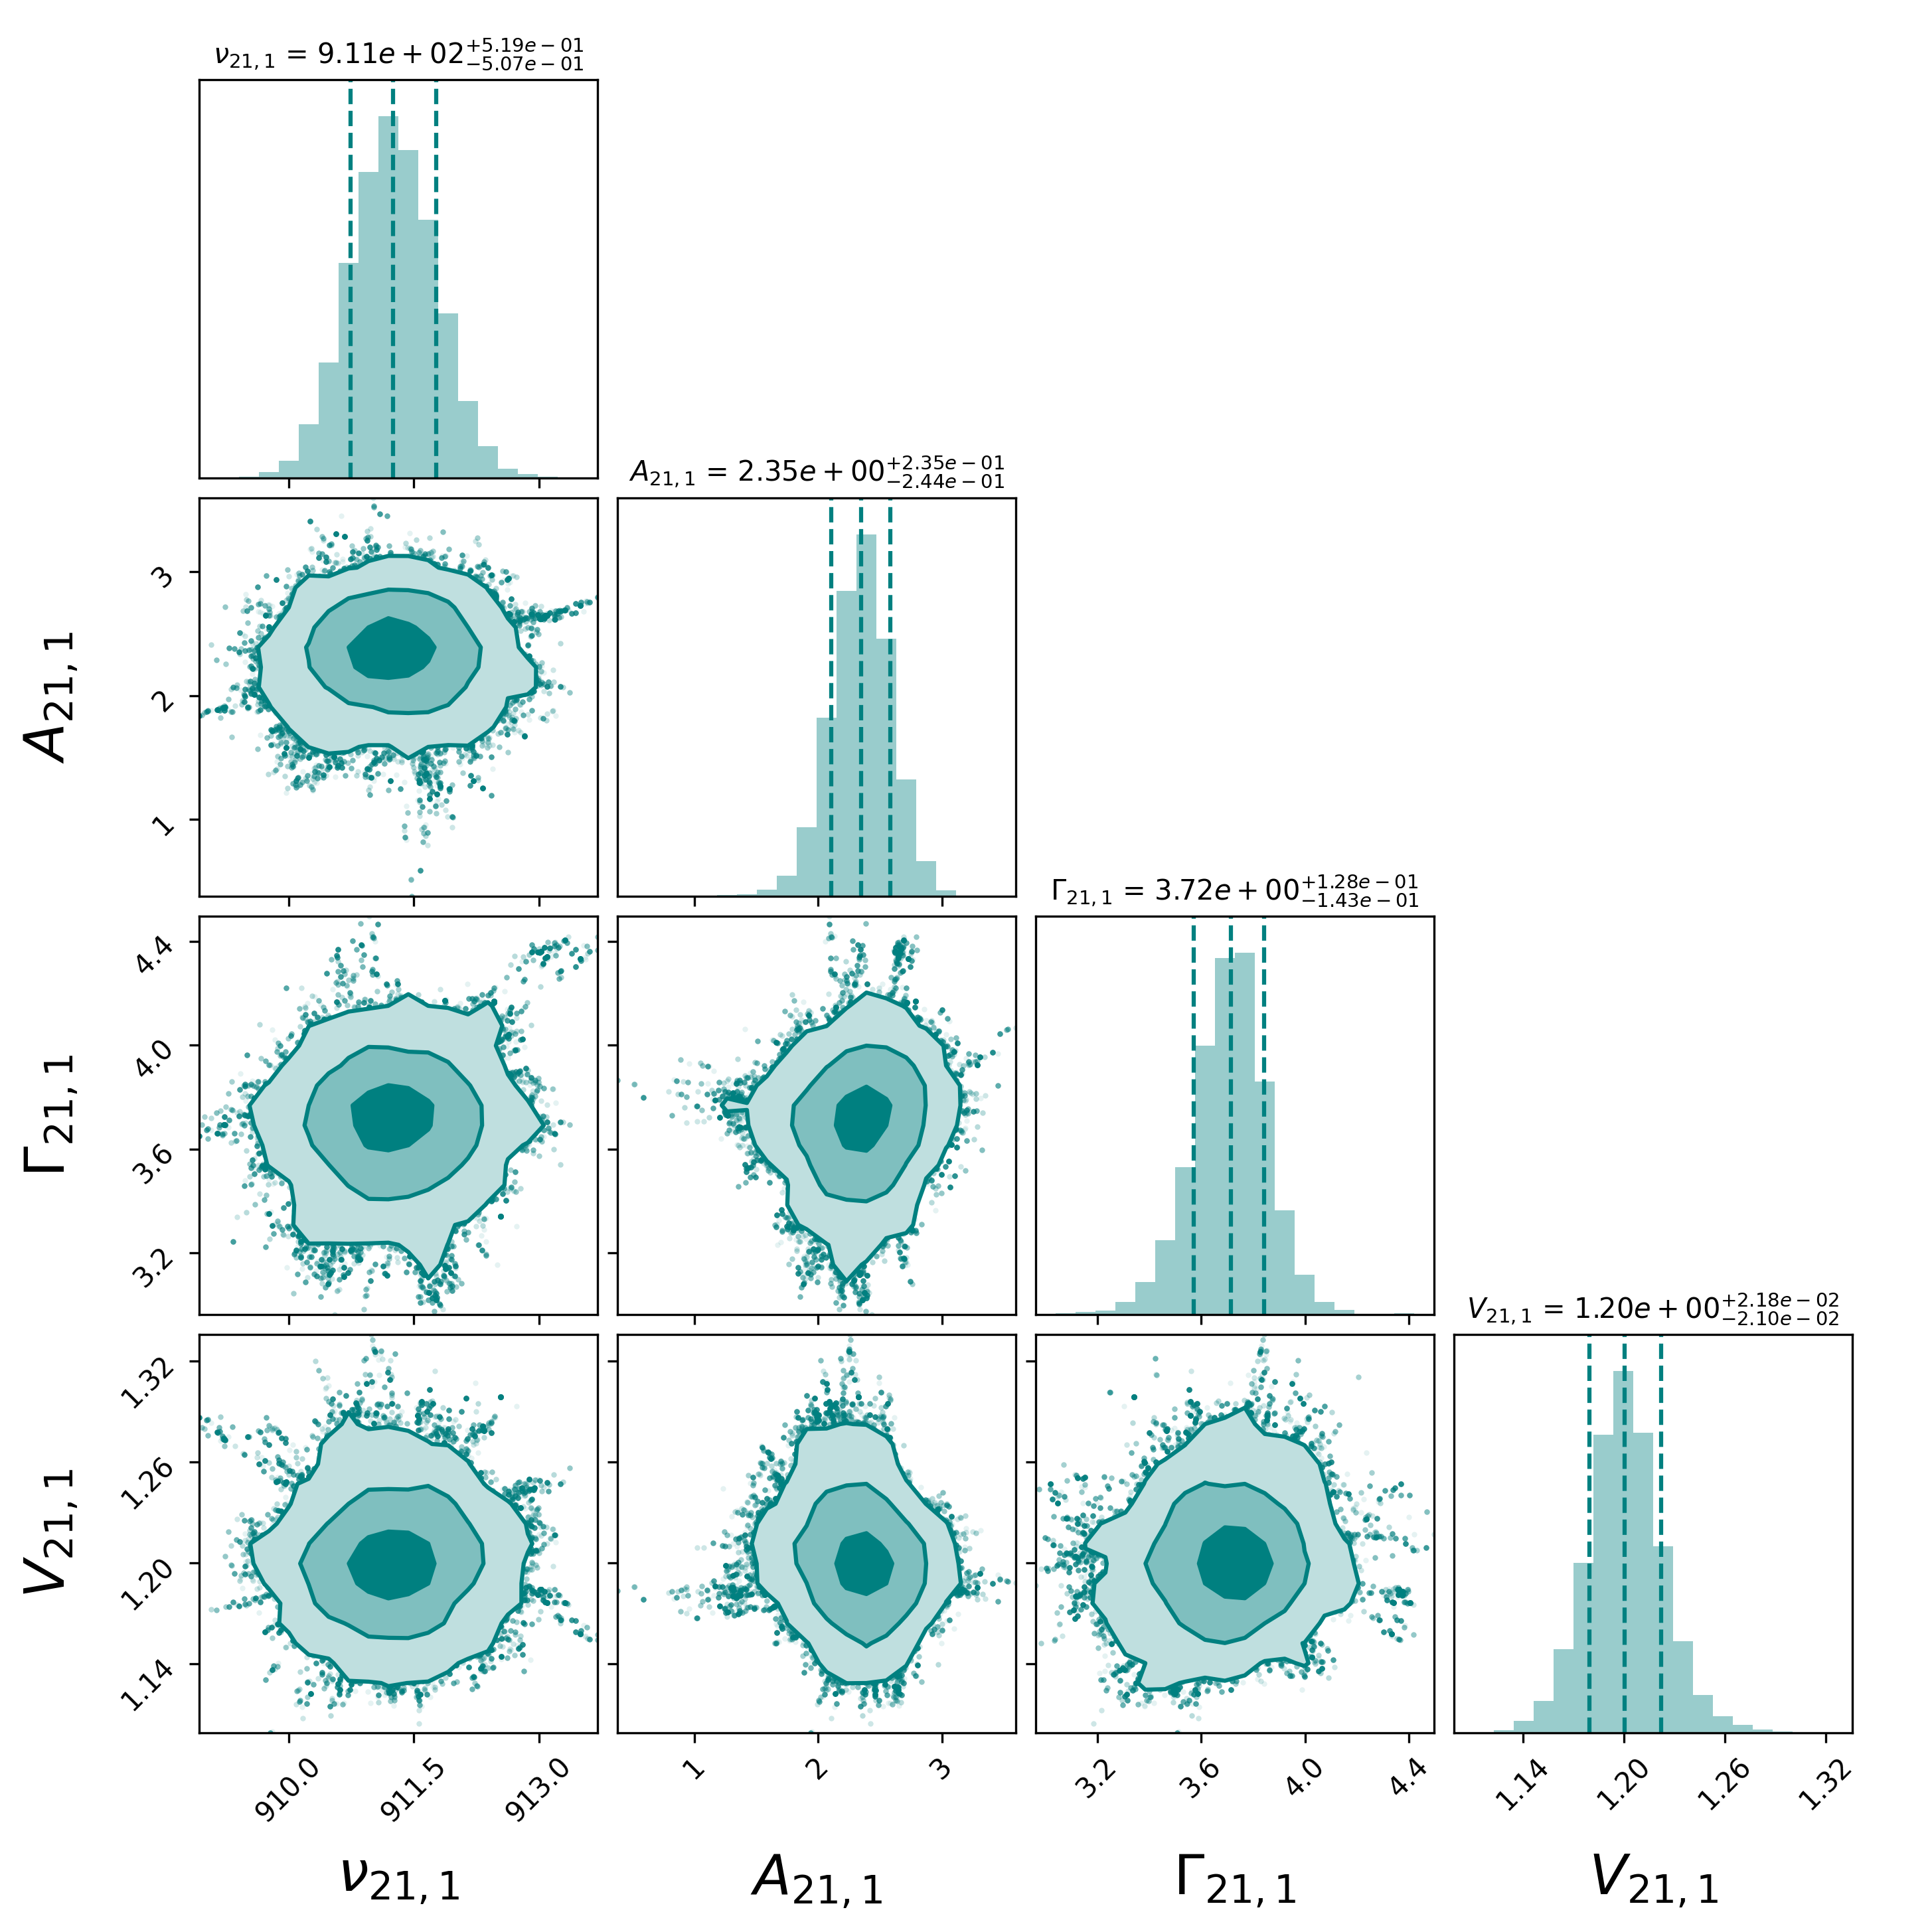 ν21, 1 = 9.11e + 02 +5.19e − 01 −5.07e − 01
A21, 1 = 2.35e + 00 +2.35e − 01 −2.44e − 01
3
2
1
A21, 1
Γ21, 1 = 3.72e + 00 +1.28e − 01 −1.43e − 01
4.4
4.0
3.6
3.2
Γ21, 1
V21, 1 = 1.20e + 00 +2.18e − 02 −2.10e − 02
1.32
1.26
1.20
1.14
V21, 1
910.0 911.5 913.0 1 2 3 3.2 3.6 4.0 4.4 1.14 1.20 1.26 1.32
ν21, 1 A21, 1 Γ21, 1 V21, 1